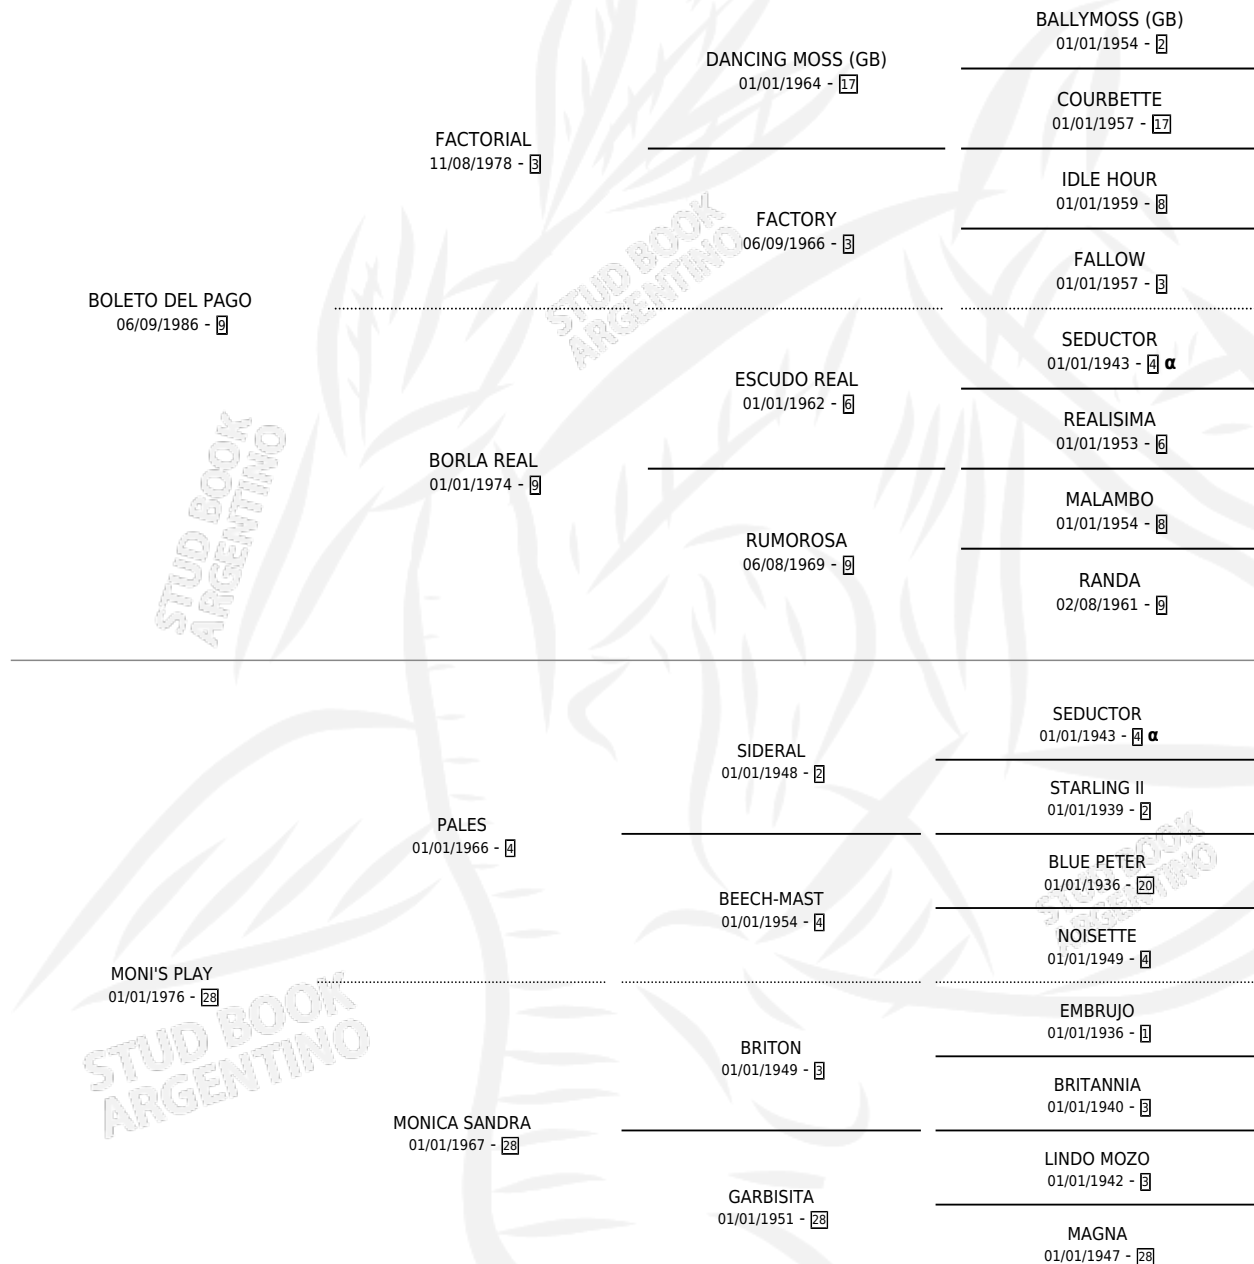 BALLYMOSS (GB)
01/01/1954 - 2
DANCING MOSS (GB)
01/01/1964 - 17
COURBETTE
01/01/1957 - 17
FACTORIAL
11/08/1978 - 3
IDLE HOUR
01/01/1959 - 8
FACTORY
06/09/1966 - 3
FALLOW
01/01/1957 - 3
BOLETO DEL PAGO
06/09/1986 - 9
SEDUCTOR
01/01/1943 - 4 α
ESCUDO REAL
01/01/1962 - 6
REALISIMA
01/01/1953 - 6
BORLA REAL
01/01/1974 - 9
MALAMBO
01/01/1954 - 8
RUMOROSA
06/08/1969 - 9
RANDA
02/08/1961 - 9
SEDUCTOR
01/01/1943 - 4 α
SIDERAL
01/01/1948 - 2
STARLING II
01/01/1939 - 2
PALES
01/01/1966 - 4
BLUE PETER
01/01/1936 - 20
BEECH-MAST
01/01/1954 - 4
NOISETTE
01/01/1949 - 4
MONI'S PLAY
01/01/1976 - 28
EMBRUJO
01/01/1936 - 1
BRITON
01/01/1949 - 3
BRITANNIA
01/01/1940 - 3
MONICA SANDRA
01/01/1967 - 28
LINDO MOZO
01/01/1942 - 3
GARBISITA
01/01/1951 - 28
MAGNA
01/01/1947 - 28
STUD BOOK
ARGENTINO
STUD BOOK
ARGENTINO
STUD BOOK
ARGENTINO
STUD BOOK
ARGENTINO